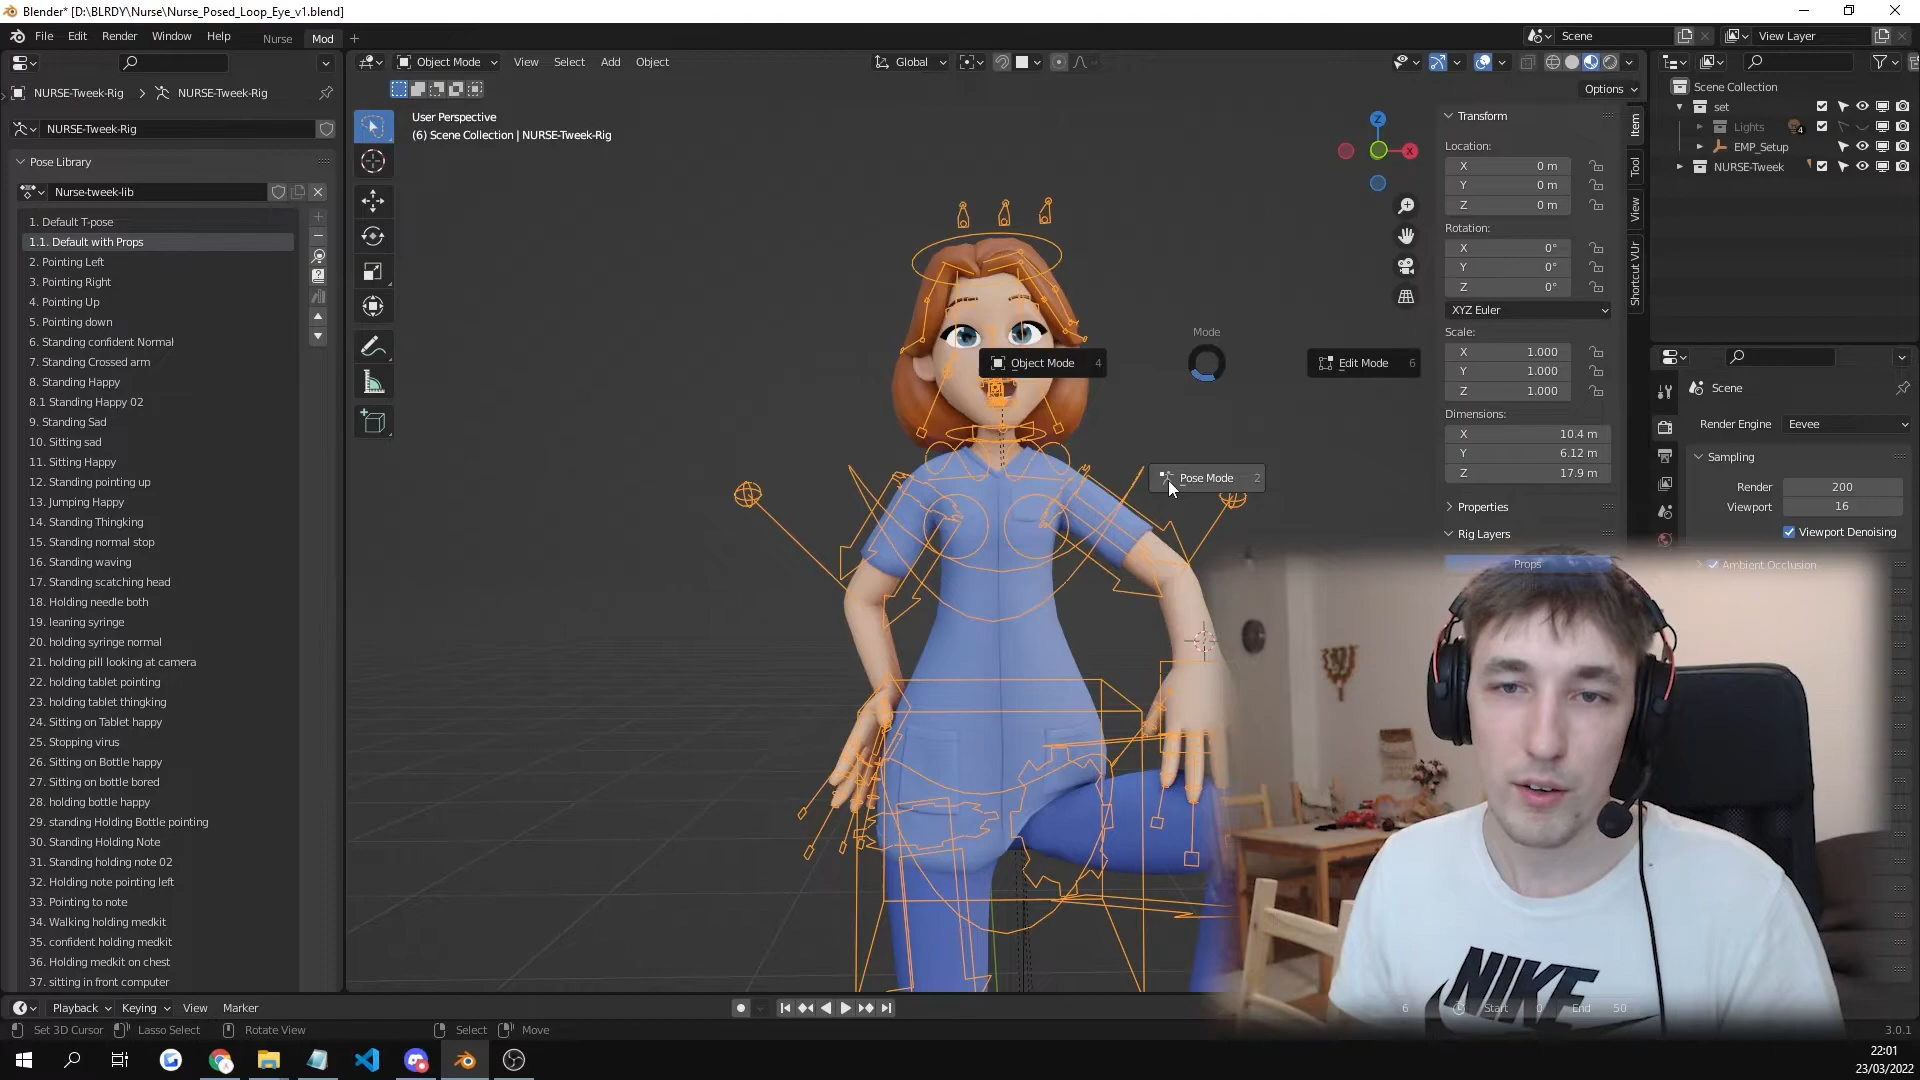 Blender* [D:\BLRDY\Nurse\Nurse_Posed_Loop_Eye_v1.blend]
File Edit Render Window Help Nurse Mod
Scene View Layer
Object Mode View Select Add Object Global
NURSE-Tweek-Rig NURSE-Tweek-Rig
Options
NURSE-Tweek-Rig
Pose Library
Nurse-tweek-lib
1. Default T-pose
1.1. Default with Props
2. Pointing Left
3. Pointing Right
4. Pointing Up
5. Pointing down
6. Standing confident Normal
7. Standing Crossed arm
8. Standing Happy
8.1 Standing Happy 02
9. Standing Sad
10. Sitting sad
11. Sitting Happy
12. Standing pointing up
13. Jumping Happy
14. Standing Thingking
15. Standing normal stop
16. Standing waving
17. Standing scatching head
18. Holding needle both
19. leaning syringe
20. holding syringe normal
21. holding pill looking at camera
22. holding tablet pointing
23. holding tablet thingking
24. Sitting on Tablet happy
25. Stopping virus
26. Sitting on Bottle happy
27. Sitting on bottle bored
28. holding bottle happy
29. standing Holding Bottle pointing
30. Standing Holding Note
31. Standing holding note 02
32. Holding note pointing left
33. Pointing to note
34. Walking holding medkit
35. confident holding medkit
36. Holding medkit on chest
37. sitting in front computer
User Perspective
(6) Scene Collection | NURSE-Tweek-Rig
Z
X
Mode
Object Mode 4
Edit Mode 6
Pose Mode 2
Transform
Location:
X 0 m
Y 0 m
Z 0 m
Rotation:
X 0°
Y 0°
Z 0°
XYZ Euler
Scale:
X 1.000
Y 1.000
Z 1.000
Dimensions:
X 10.4 m
Y 6.12 m
Z 17.9 m
Properties
Rig Layers
Props
Item
Tool
View
Shortcut VUr
Scene Collection
set
Lights 4
EMP_Setup
NURSE-Tweek
Scene
Render Engine Eevee
Sampling
Render 200
Viewport 16
Viewport Denoising
Ambient Occlusion
NIKE
Playback Keying View Marker
6 Start 0 End 50
Set 3D Cursor Lasso Select Rotate View Select Move
3.0.1
22:01
23/03/2022